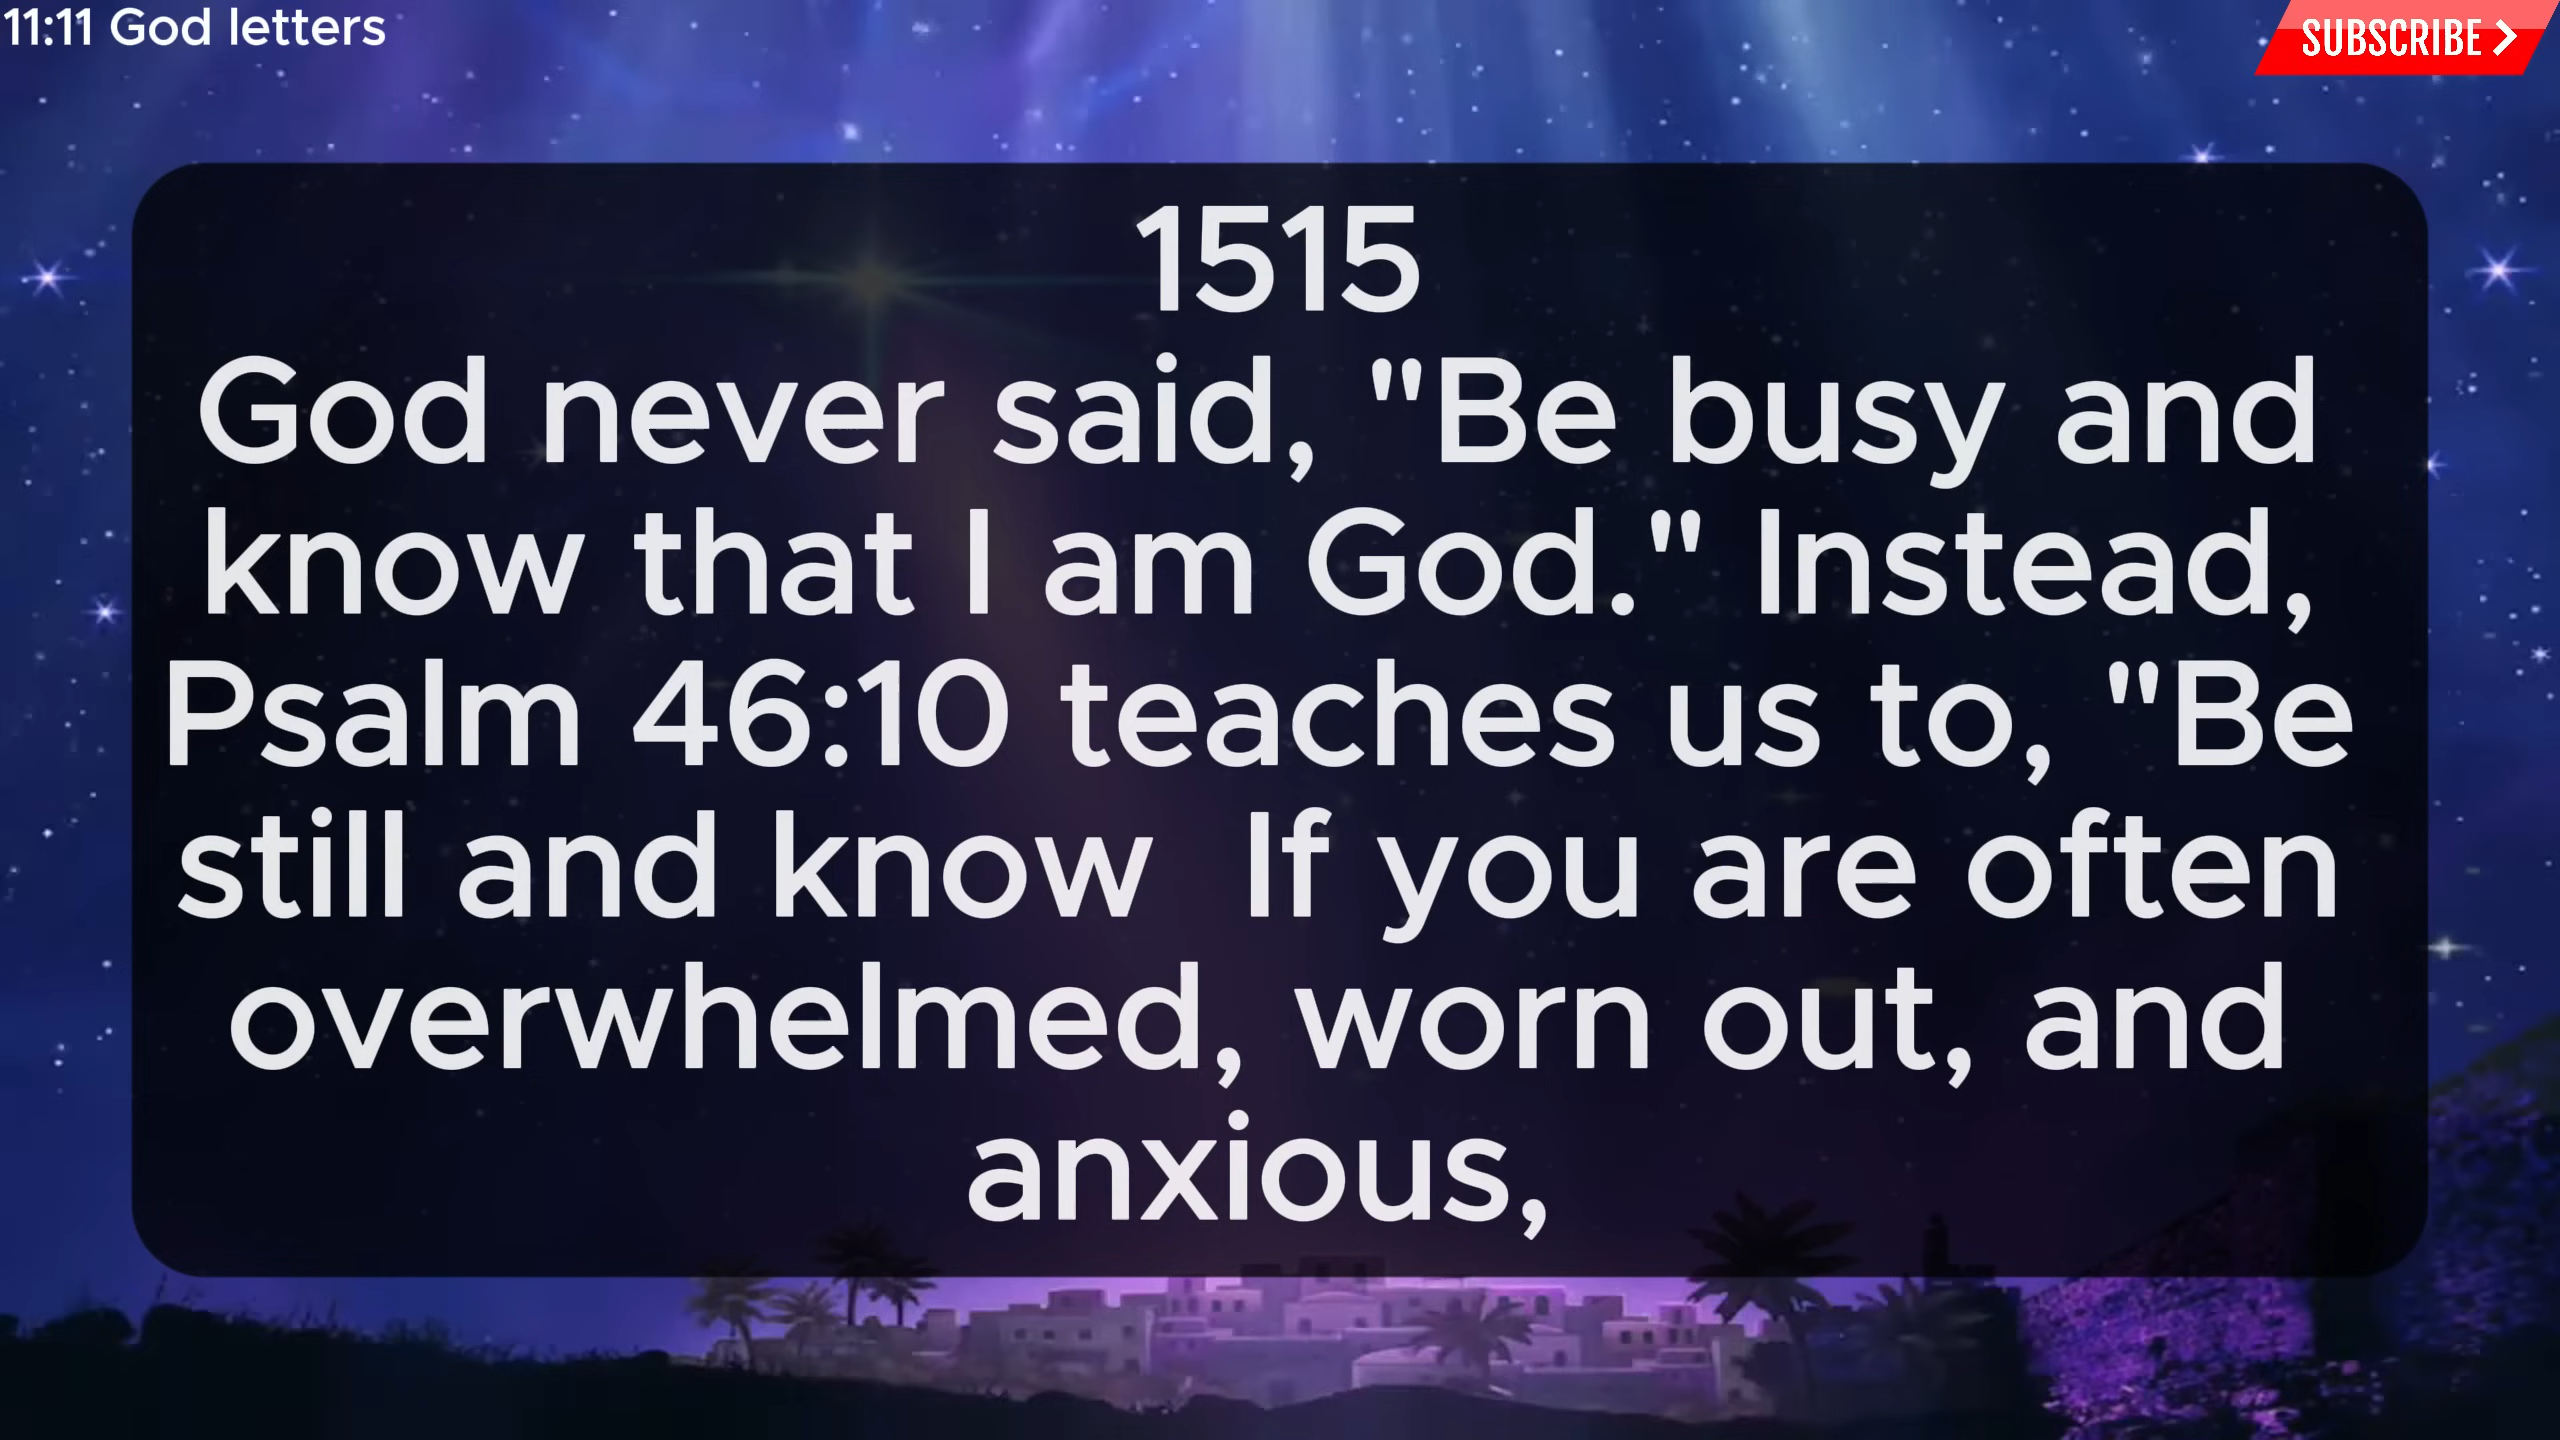 11:11 God letters
SUBSCRIBE
1515
God never said, "Be busy and
know that I am God." Instead,
Psalm 46:10 teaches us to, "Be
still and know  If you are often
overwhelmed, worn out, and
anxious,